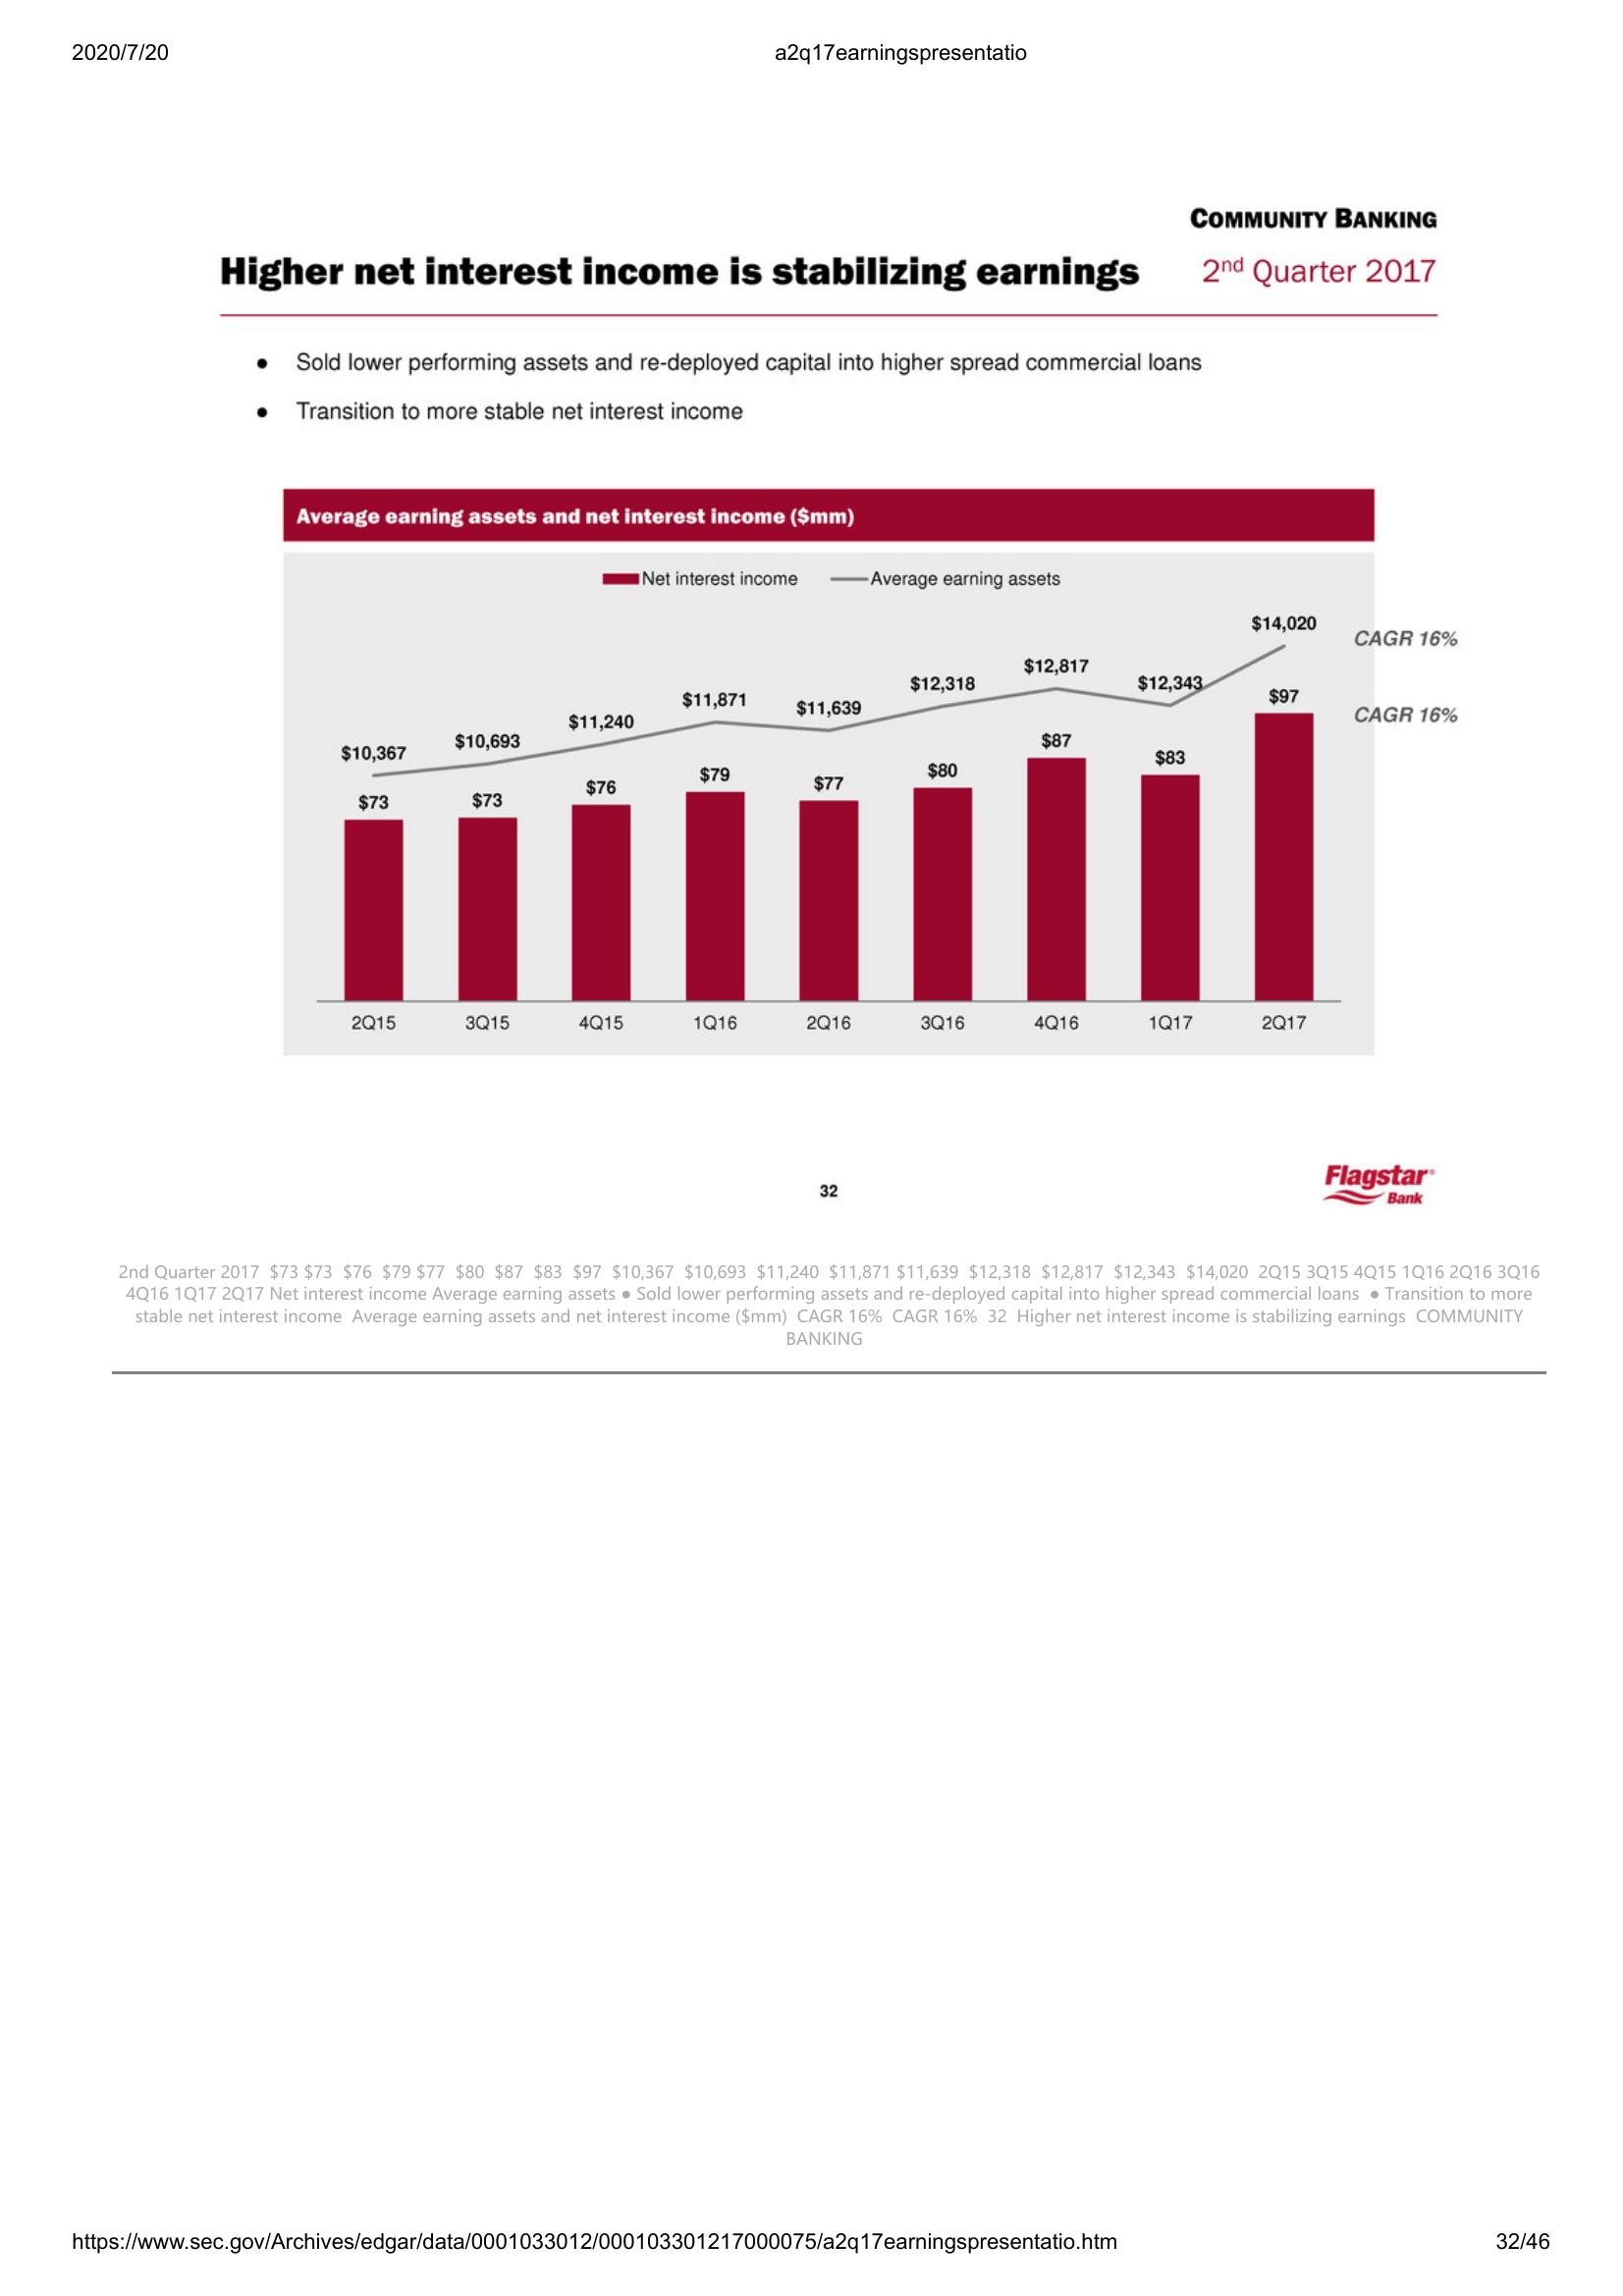 2020/7/20
a2q17earningspresentatio
COMMUNITY BANKING
Higher net interest income is stabilizing earnings
2nd Quarter 2017
● Sold lower performing assets and re-deployed capital into higher spread commercial loans
● Transition to more stable net interest income
Average earning assets and net interest income ($mm)
Net interest income
Average earning assets
$10,367
$10,693
$11,240
$11,871
$11,639
$12,318
$12,817
$12,343
$14,020
CAGR 16%
$73
$73
$76
$79
$77
$80
$87
$83
$97
CAGR 16%
2Q15
3Q15
4Q15
1Q16
2Q16
3Q16
4Q16
1Q17
2Q17
32
Flagstar®
Bank
2nd Quarter 2017 $73 $73 $76 $79 $77 $80 $87 $83 $97 $10,367 $10,693 $11,240 $11,871 $11,639 $12,318 $12,817 $12,343 $14,020 2Q15 3Q15 4Q15 1Q16 2Q16 3Q16
4Q16 1Q17 2Q17 Net interest income Average earning assets ● Sold lower performing assets and re-deployed capital into higher spread commercial loans ● Transition to more
stable net interest income Average earning assets and net interest income ($mm) CAGR 16% CAGR 16% 32 Higher net interest income is stabilizing earnings COMMUNITY
BANKING
https://www.sec.gov/Archives/edgar/data/0001033012/000103301217000075/a2q17earningspresentatio.htm
32/46